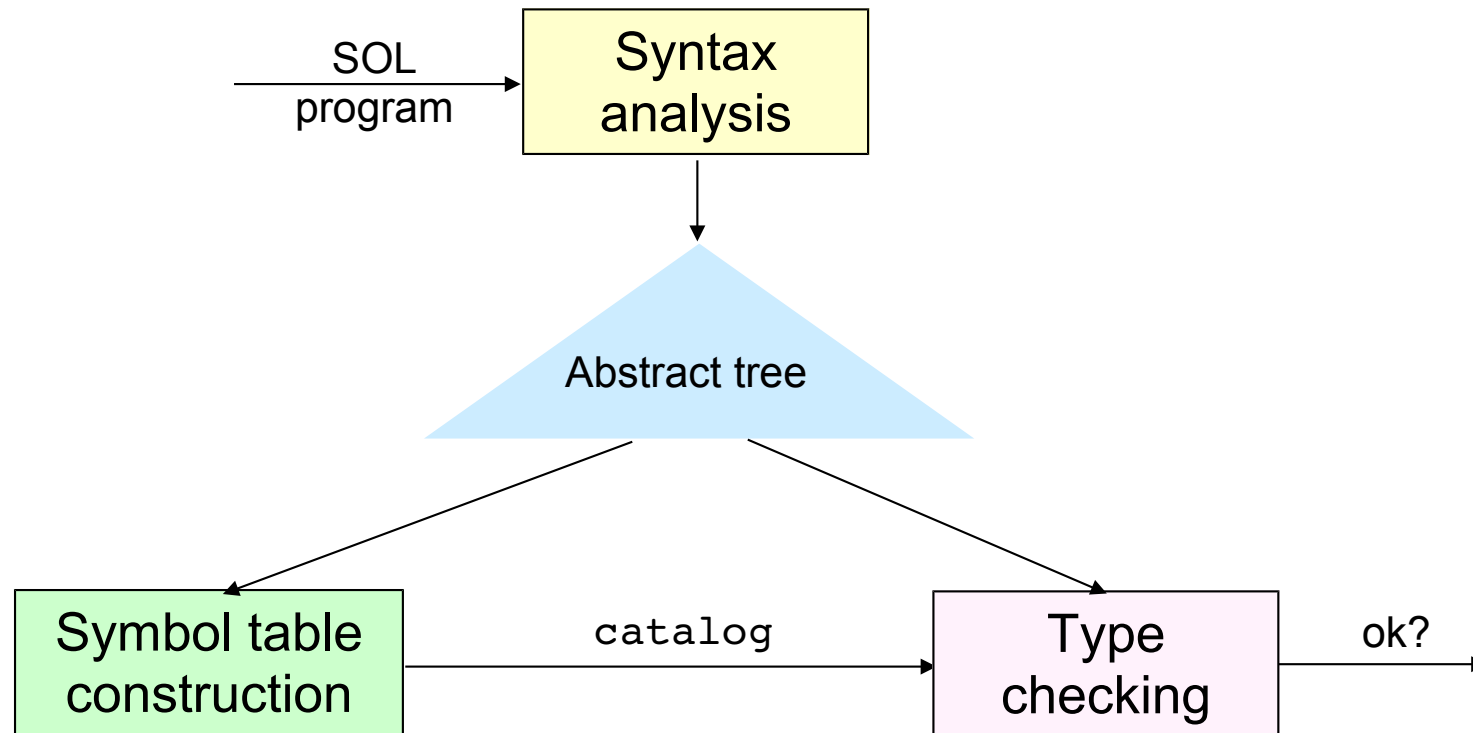 SOL
program
Syntax
analysis
Abstract tree
Symbol table
construction
catalog
Type
checking
ok?